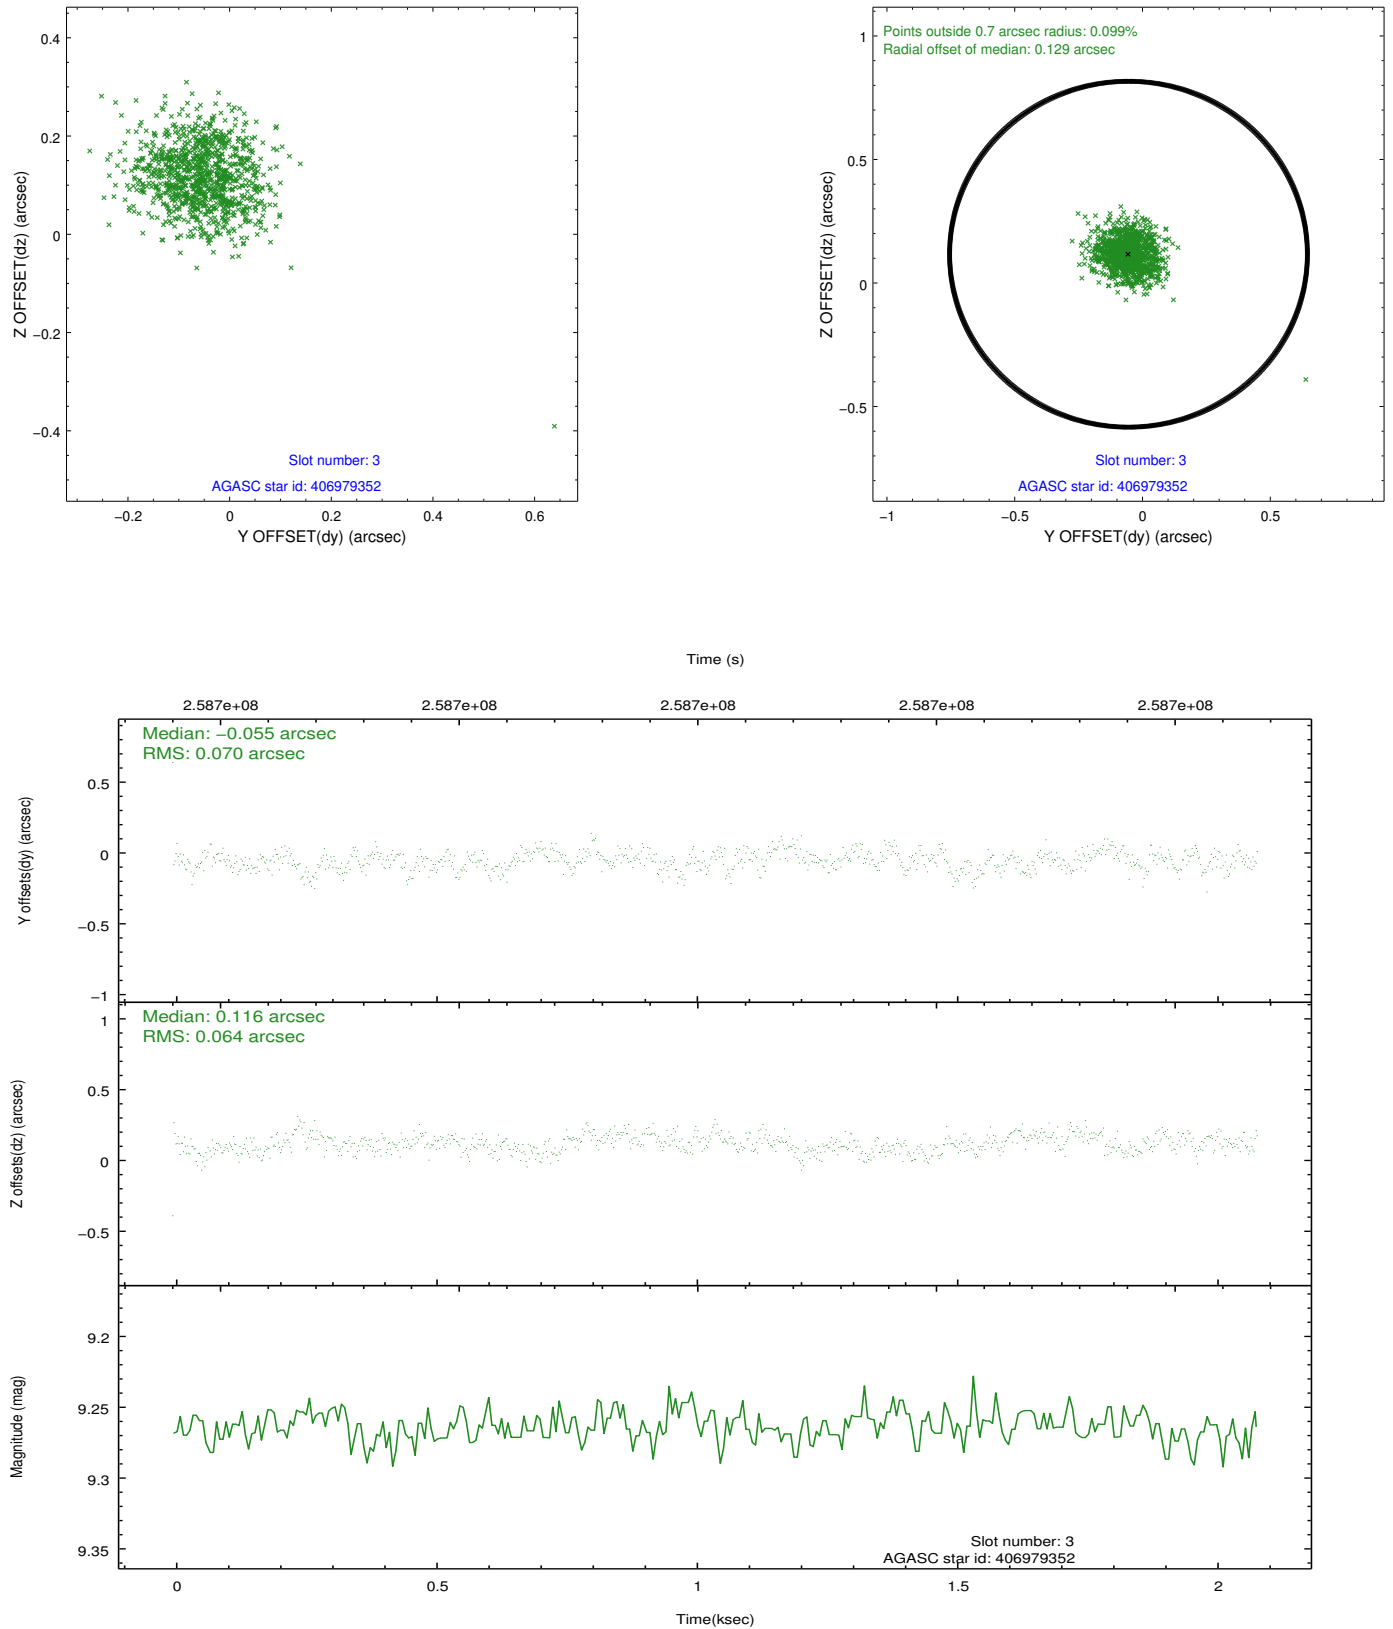 0.4
0.2
0
−0.2
−0.4
Z OFFSET(dz) (arcsec)
Slot number: 3
AGASC star id: 406979352
−0.2 0 0.2 0.4 0.6
Y OFFSET(dy) (arcsec)
Points outside 0.7 arcsec radius: 0.099%
Radial offset of median: 0.129 arcsec
1
0.5
0
−0.5
Z OFFSET(dz) (arcsec)
Slot number: 3
AGASC star id: 406979352
−1 −0.5 0 0.5
Y OFFSET(dy) (arcsec)
Time (s)
2.587e+08 2.587e+08 2.587e+08 2.587e+08 2.587e+08
Median: −0.055 arcsec
RMS: 0.070 arcsec
0.5
0
−0.5
−1
Y offsets(dy) (arcsec)
Median: 0.116 arcsec
RMS: 0.064 arcsec
1
0.5
0
−0.5
Z offsets(dz) (arcsec)
9.2
9.25
9.3
9.35
Magnitude (mag)
Slot number: 3
AGASC star id: 406979352
0 0.5 1 1.5 2
Time(ksec)